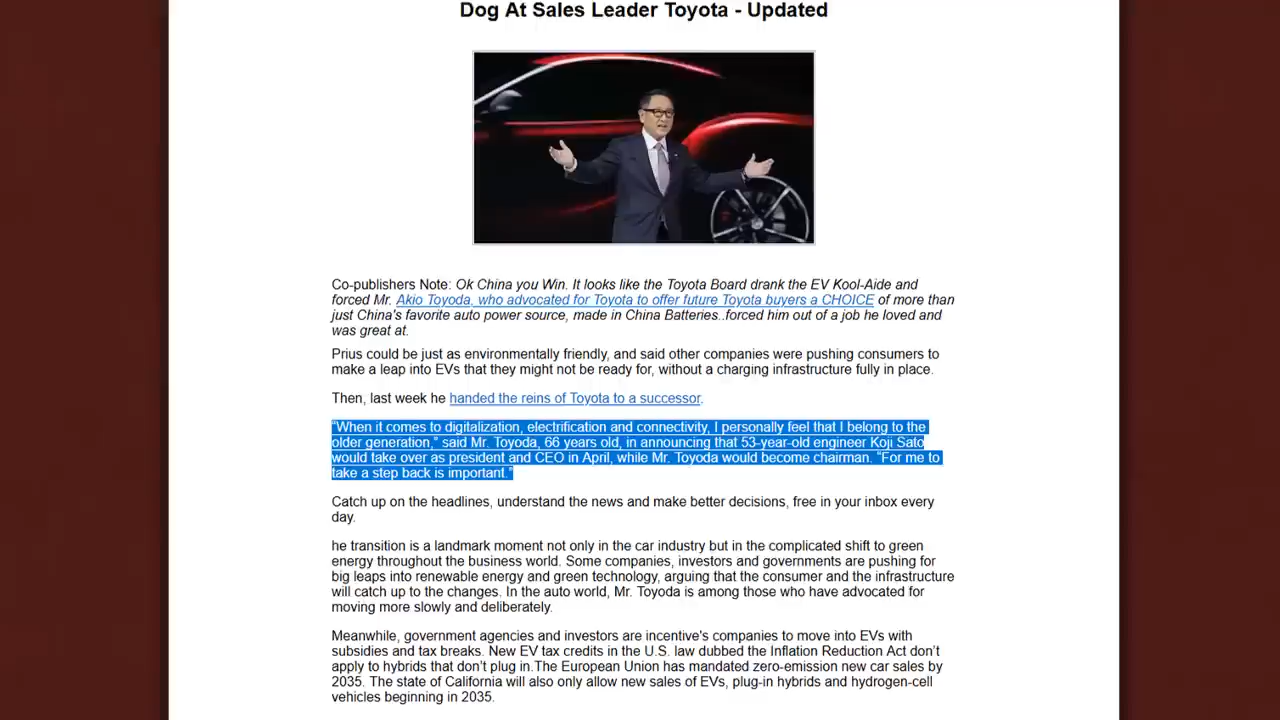 Dog At Sales Leader Toyota - Updated
Co-publishers Note: Ok China you Win. It looks like the Toyota Board drank the EV Kool-Aide and
forced Mr. Akio Toyoda, who advocated for Toyota to offer future Toyota buyers a CHOICE of more than
just China's favorite auto power source, made in China Batteries..forced him out of a job he loved and
was great at.
Prius could be just as environmentally friendly, and said other companies were pushing consumers to
make a leap into EVs that they might not be ready for, without a charging infrastructure fully in place.
Then, last week he handed the reins of Toyota to a successor.
“When it comes to digitalization, electrification and connectivity, I personally feel that I belong to the
older generation,” said Mr. Toyoda, 66 years old, in announcing that 53-year-old engineer Koji Sato
would take over as president and CEO in April, while Mr. Toyoda would become chairman. “For me to
take a step back is important.”
Catch up on the headlines, understand the news and make better decisions, free in your inbox every
day.
he transition is a landmark moment not only in the car industry but in the complicated shift to green
energy throughout the business world. Some companies, investors and governments are pushing for
big leaps into renewable energy and green technology, arguing that the consumer and the infrastructure
will catch up to the changes. In the auto world, Mr. Toyoda is among those who have advocated for
moving more slowly and deliberately.
Meanwhile, government agencies and investors are incentive's companies to move into EVs with
subsidies and tax breaks. New EV tax credits in the U.S. law dubbed the Inflation Reduction Act don’t
apply to hybrids that don’t plug in.The European Union has mandated zero-emission new car sales by
2035. The state of California will also only allow new sales of EVs, plug-in hybrids and hydrogen-cell
vehicles beginning in 2035.